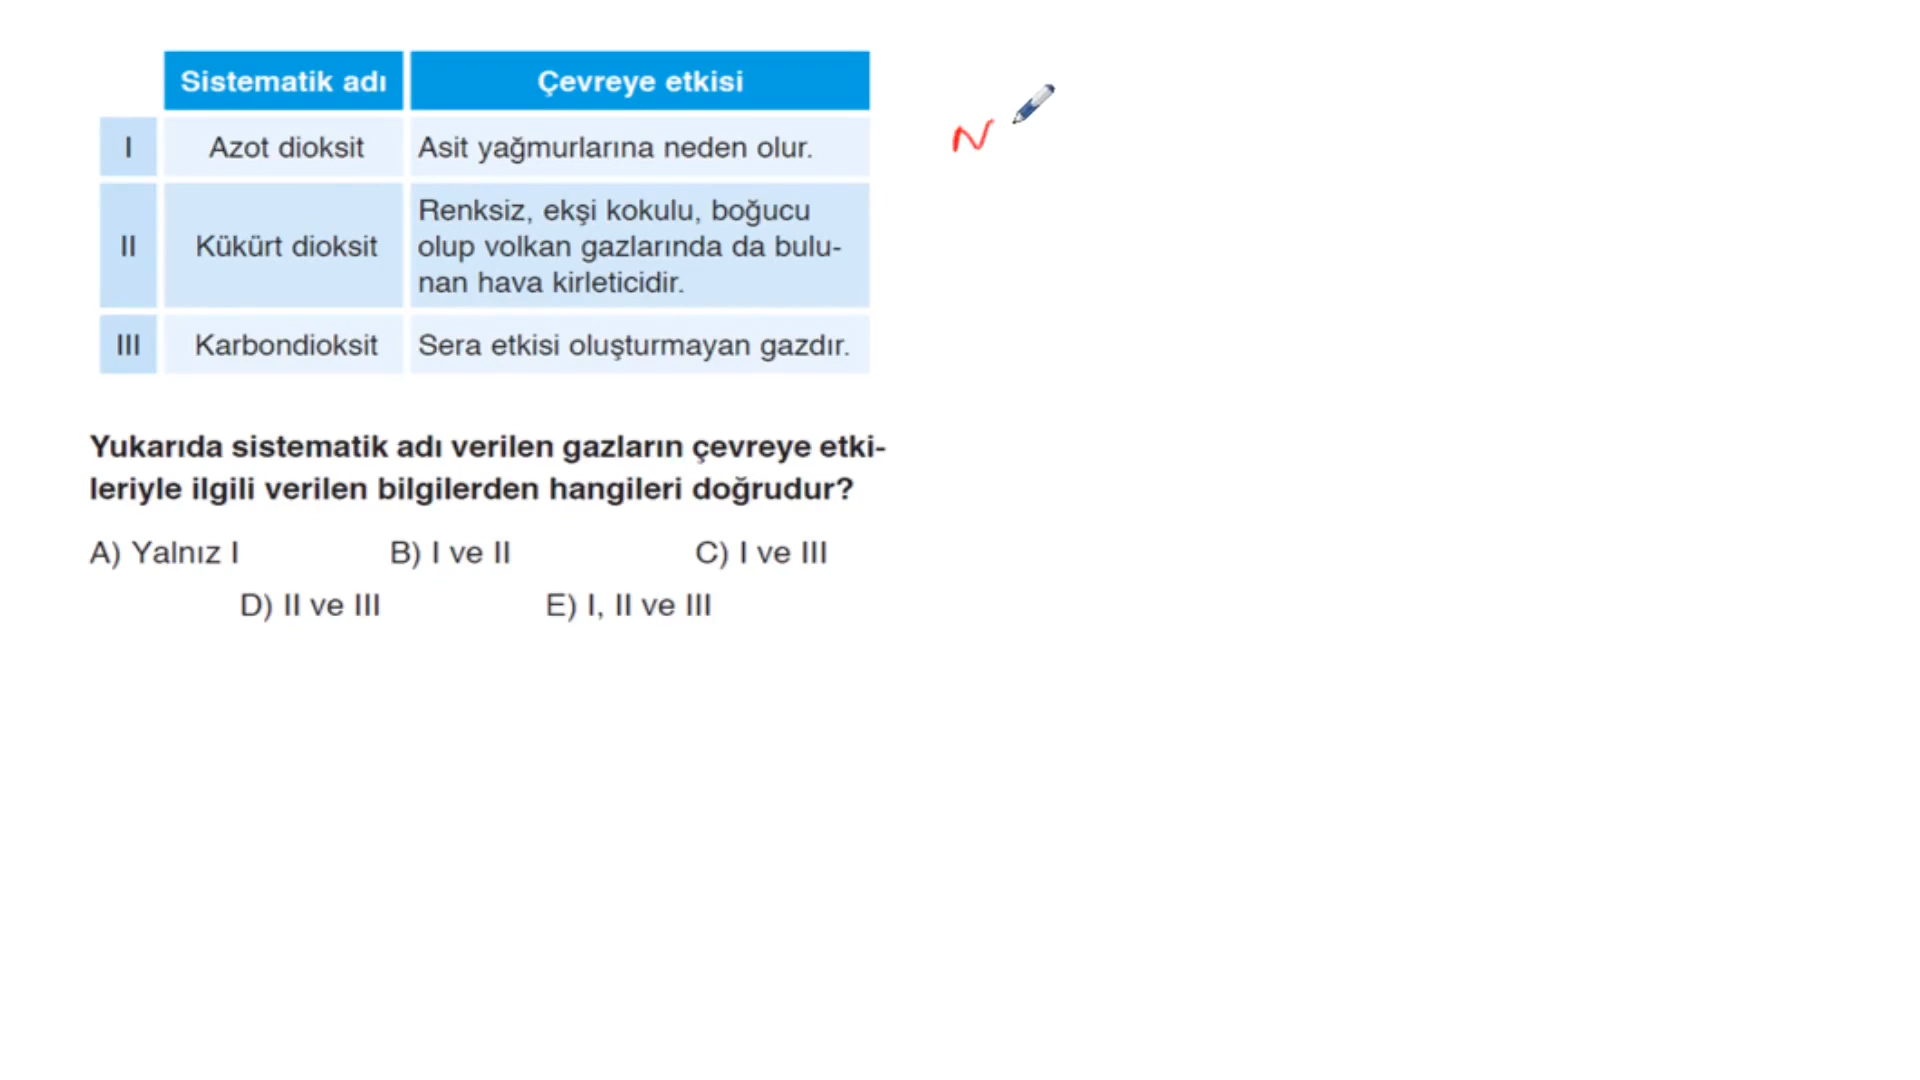 Sistematik adı Çevreye etkisi
I Azot dioksit Asit yağmurlarına neden olur.
II Kükürt dioksit Renksiz, ekşi kokulu, boğucu
olup volkan gazlarında da bulu-
nan hava kirleticidir.
III Karbondioksit Sera etkisi oluşturmayan gazdır.
N
Yukarıda sistematik adı verilen gazların çevreye etki-
leriyle ilgili verilen bilgilerden hangileri doğrudur?
A) Yalnız I B) I ve II C) I ve III
D) II ve III E) I, II ve III